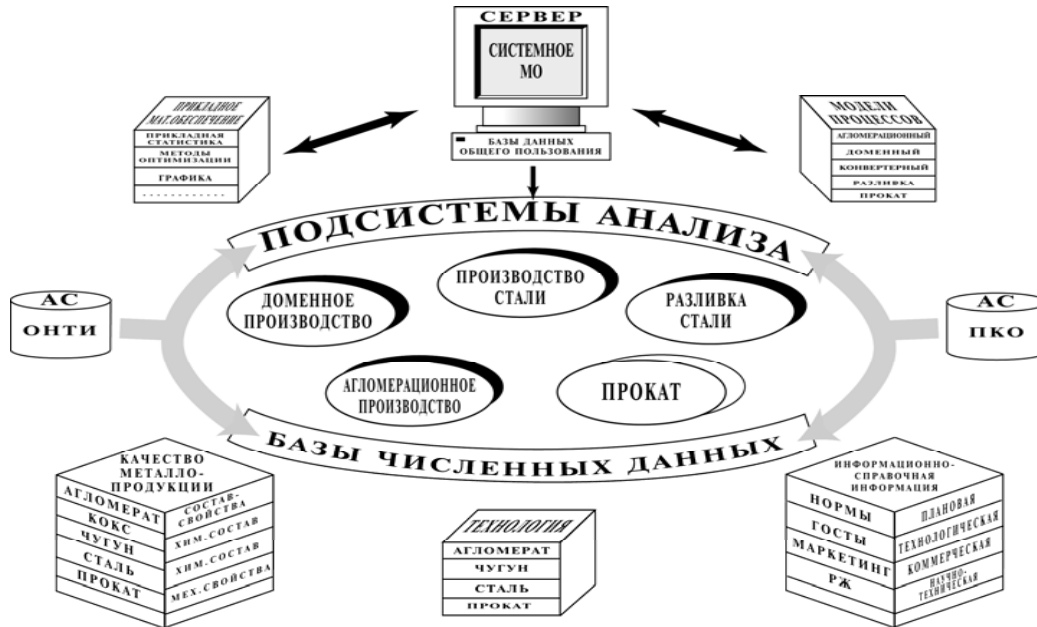 СЕРВЕР
СИСТЕМНОЕ
МО
БАЗЫ ДАННЫХ
ОБЩЕГО ПОЛЬЗОВАНИЯ
ПРИКЛАДНОЕ
МАТ.ОБЕСПЕЧЕНИЕ
ПРИКЛАДНАЯ
СТАТИСТИКА
МЕТОДЫ
ОПТИМИЗАЦИИ
ГРАФИКА
............
МОДЕЛИ
ПРОЦЕССОВ
АГЛОМЕРАЦИОННЫЙ
ДОМЕННЫЙ
КОНВЕРТЕРНЫЙ
РАЗЛИВКА
ПРОКАТ
ПОДСИСТЕМЫ АНАЛИЗА
ДОМЕННОЕ
ПРОИЗВОДСТВО
ПРОИЗВОДСТВО
СТАЛИ
РАЗЛИВКА
СТАЛИ
АС
ОНТИ
АС
ПКО
АГЛОМЕРАЦИОННОЕ
ПРОИЗВОДСТВО
ПРОКАТ
БАЗЫ ЧИСЛЕННЫХ ДАННЫХ
КАЧЕСТВО
МЕТАЛЛО-
ПРОДУКЦИИ
АГЛОМЕРАТ
КОКС
ЧУГУН
СТАЛЬ
ПРОКАТ
СОСТАВ-
СВОЙСТВА
ХИМ.СОСТАВ
ХИМ.СОСТАВ
МЕХ.СВОЙСТВА
ТЕХНОЛОГИЯ
АГЛОМЕРАТ
ЧУГУН
СТАЛЬ
ПРОКАТ
ИНФОРМАЦИОННО-
СПРАВОЧНАЯ
ИНФОРМАЦИЯ
НОРМЫ
ГОСТЫ
МАРКЕТИНГ
РЖ
ПЛАНОВАЯ
ТЕХНОЛОГИЧЕСКАЯ
КОММЕРЧЕСКАЯ
НАУЧНО-
ТЕХНИЧЕСКАЯ